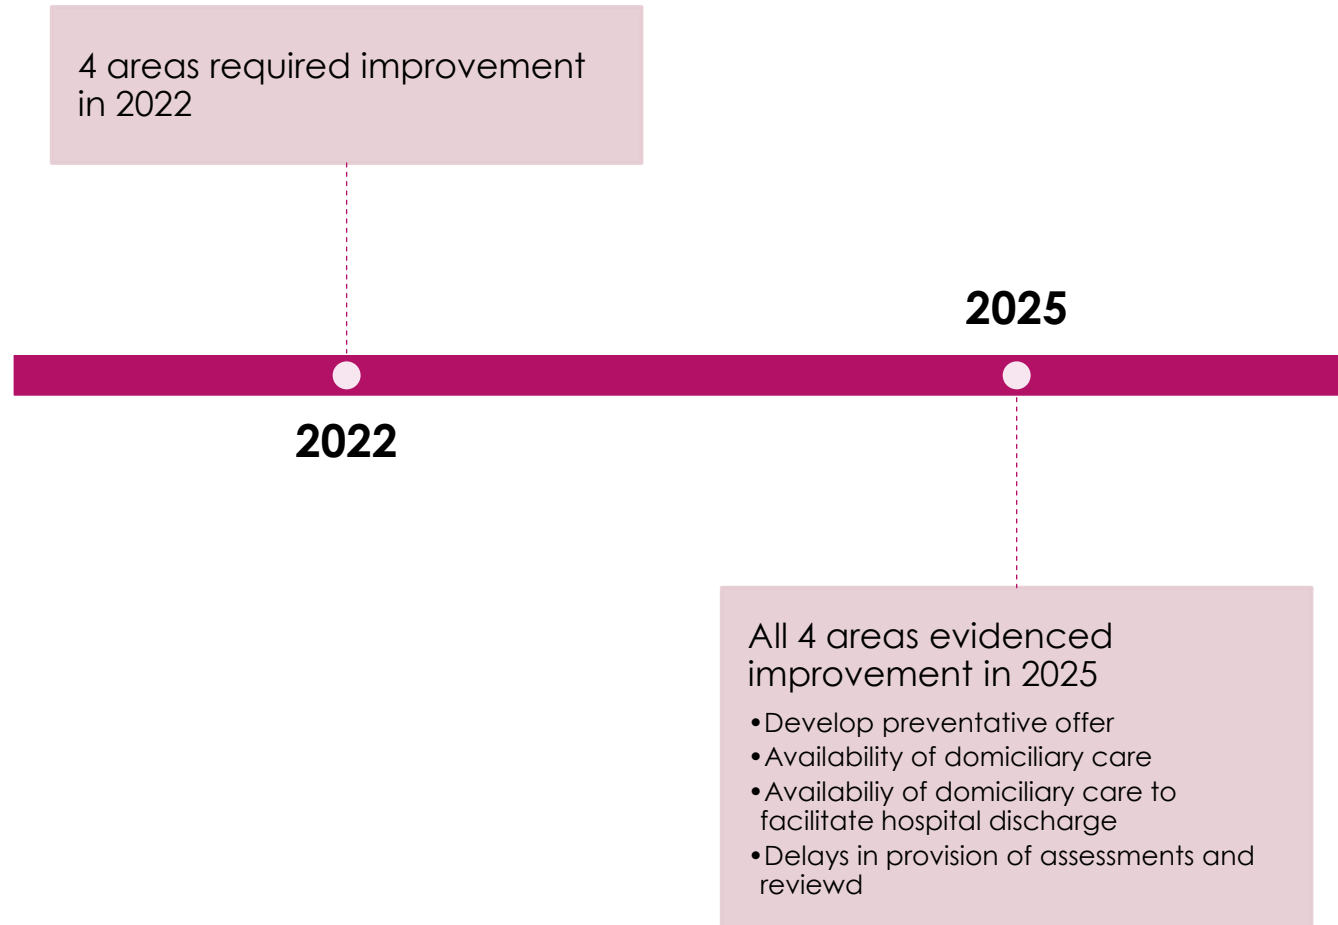 4 areas required improvement
in 2022
2025
2022
All 4 areas evidenced
improvement in 2025
•Develop preventative offer
•Availability of domiciliary care
•Availabiliy of domiciliary care to
facilitate hospital discharge
•Delays in provision of assessments and
reviewd